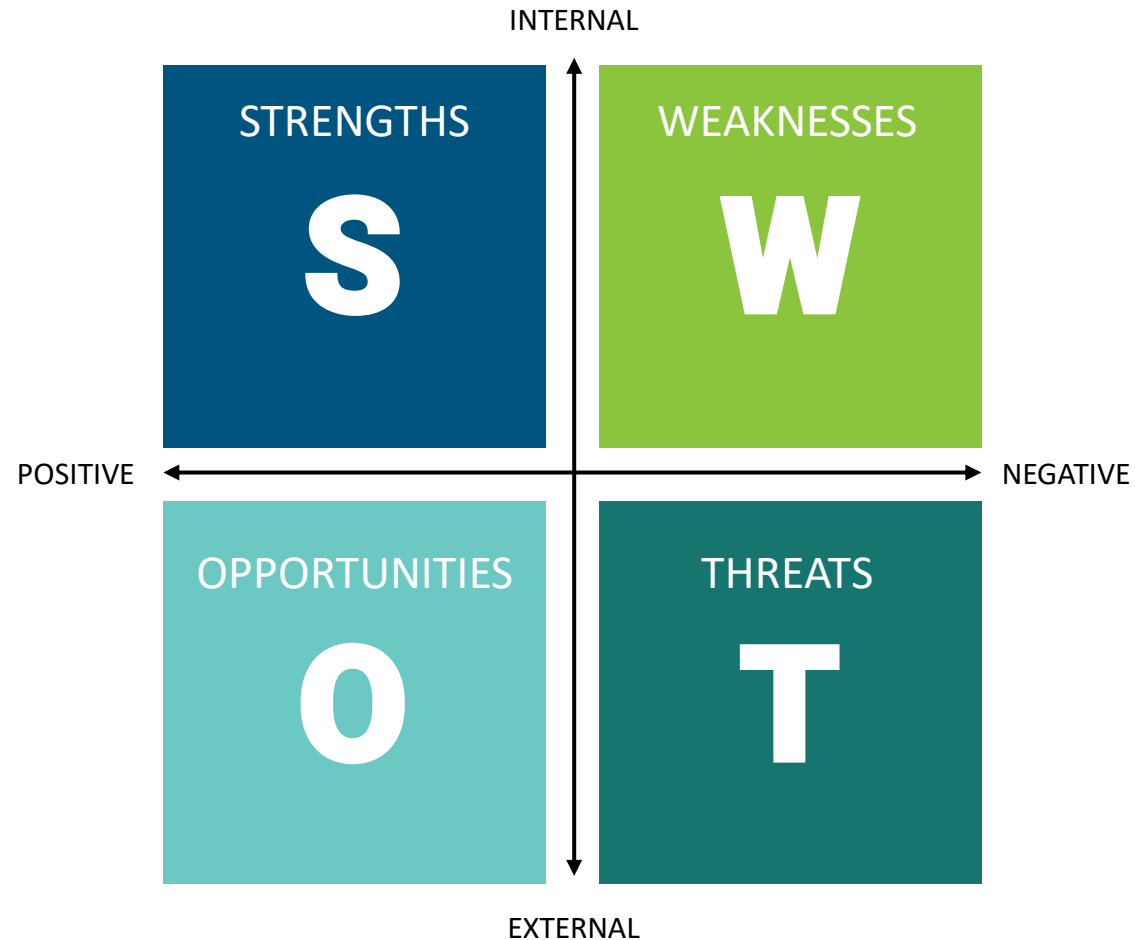 INTERNAL
STRENGTHS
S
WEAKNESSES
W
POSITIVE
NEGATIVE
OPPORTUNITIES
O
THREATS
T
EXTERNAL